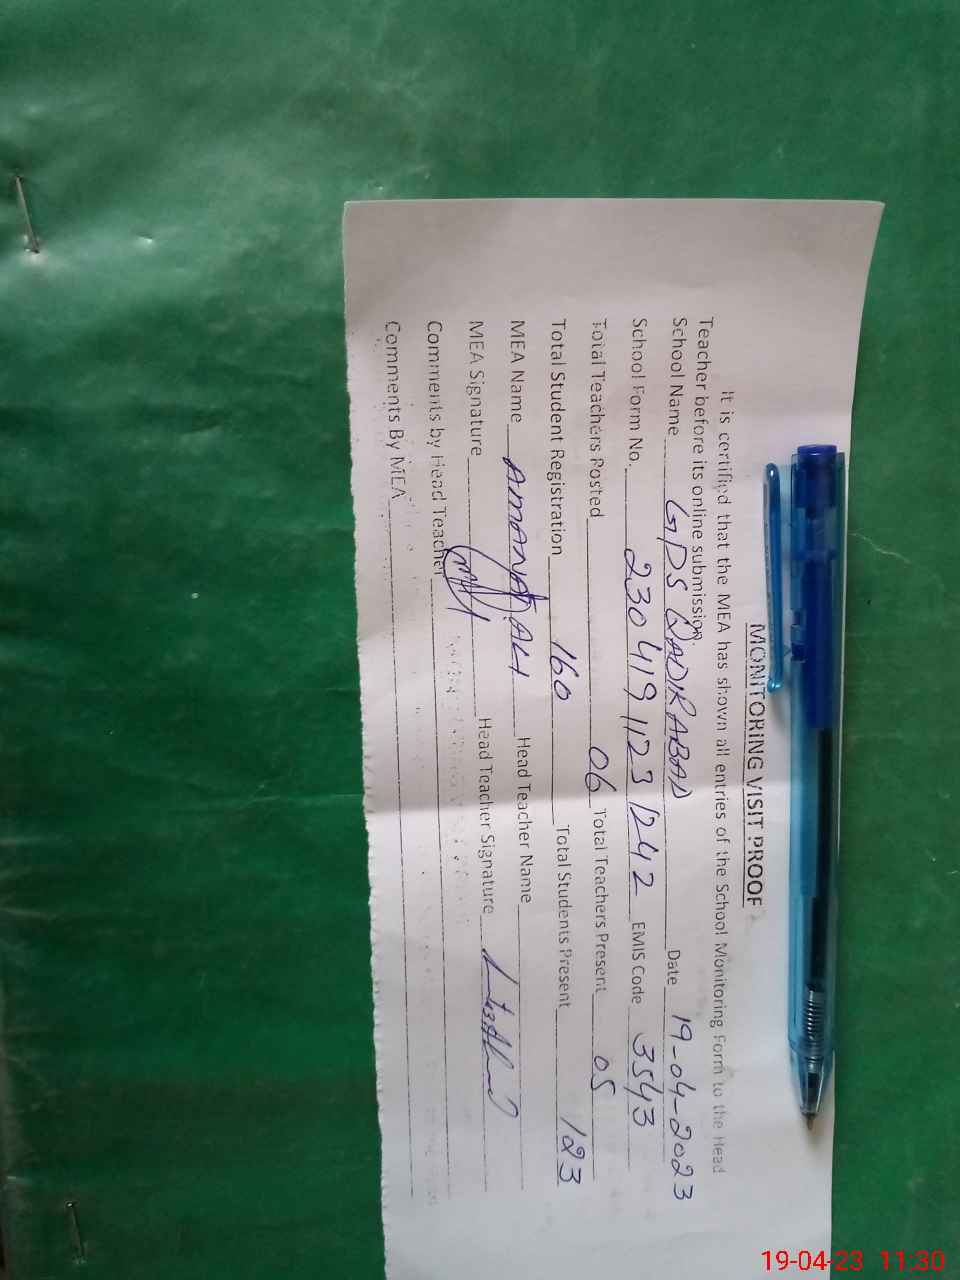 MONITORING VISIT PROOF
It is certified that the MEA has shown all entries of the School Monitoring Form to the Head
Teacher before its online submission.
School Name GPS QADIRABAD Date 19-04-2023
School Form No. 2304191231242 EMIS Code 3543
Total Teachers Posted 06 Total Teachers Present 05
Total Student Registration 160 Total Students Present 123
MEA Name AMANAT ALI Head Teacher Name
MEA Signature Head Teacher Signature
Comments by Head Teacher
Comments By MEA
19-04-23 11:30